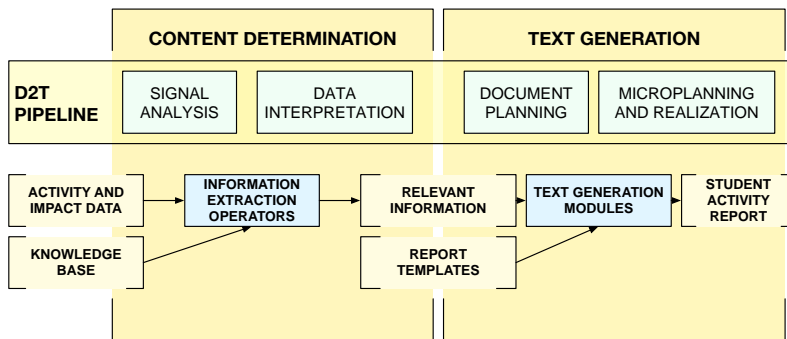 CONTENT DETERMINATION
TEXT GENERATION
D2T
PIPELINE
SIGNAL
ANALYSIS
DATA
INTERPRETATION
DOCUMENT
PLANNING
MICROPLANNING
AND REALIZATION
ACTIVITY AND
IMPACT DATA
INFORMATION
EXTRACTION
OPERATORS
RELEVANT
INFORMATION
TEXT GENERATION
MODULES
STUDENT
ACTIVITY
REPORT
KNOWLEDGE
BASE
REPORT
TEMPLATES